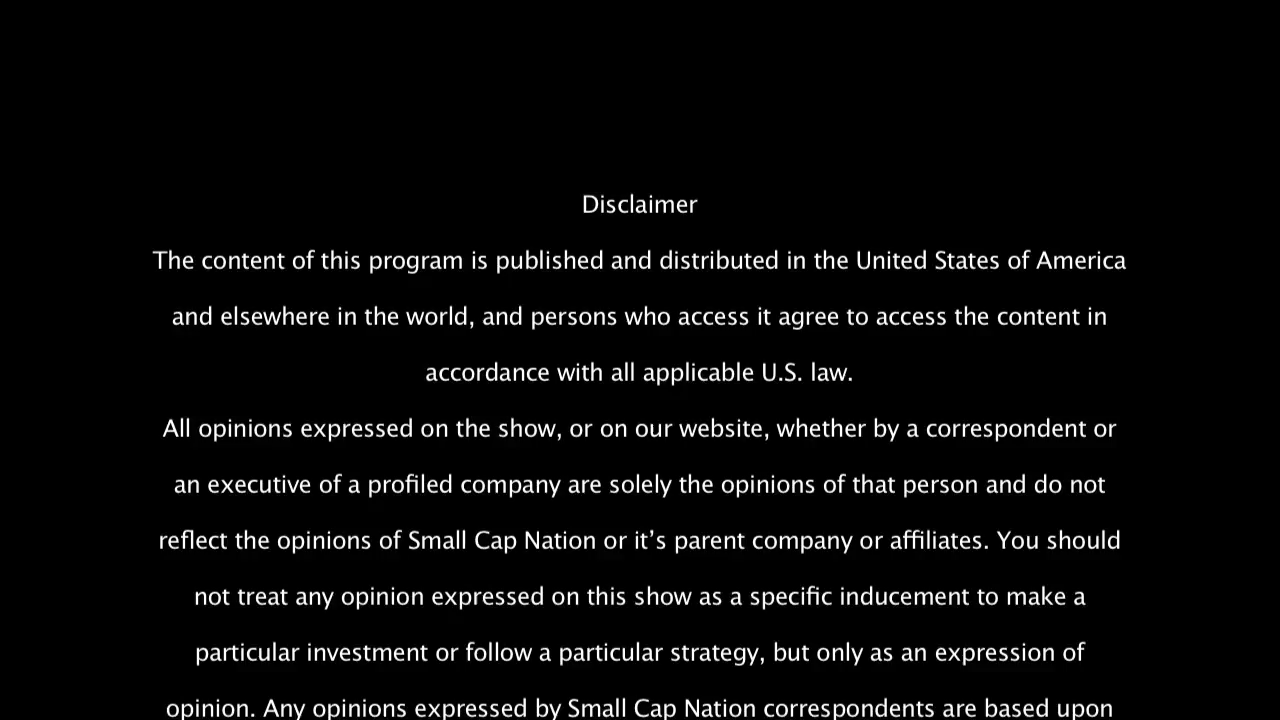 Disclaimer
The content of this program is published and distributed in the United States of America
and elsewhere in the world, and persons who access it agree to access the content in
accordance with all applicable U.S. law.
All opinions expressed on the show, or on our website, whether by a correspondent or
an executive of a profiled company are solely the opinions of that person and do not
reflect the opinions of Small Cap Nation or it’s parent company or affiliates. You should
not treat any opinion expressed on this show as a specific inducement to make a
particular investment or follow a particular strategy, but only as an expression of
opinion. Any opinions expressed by Small Cap Nation correspondents are based upon